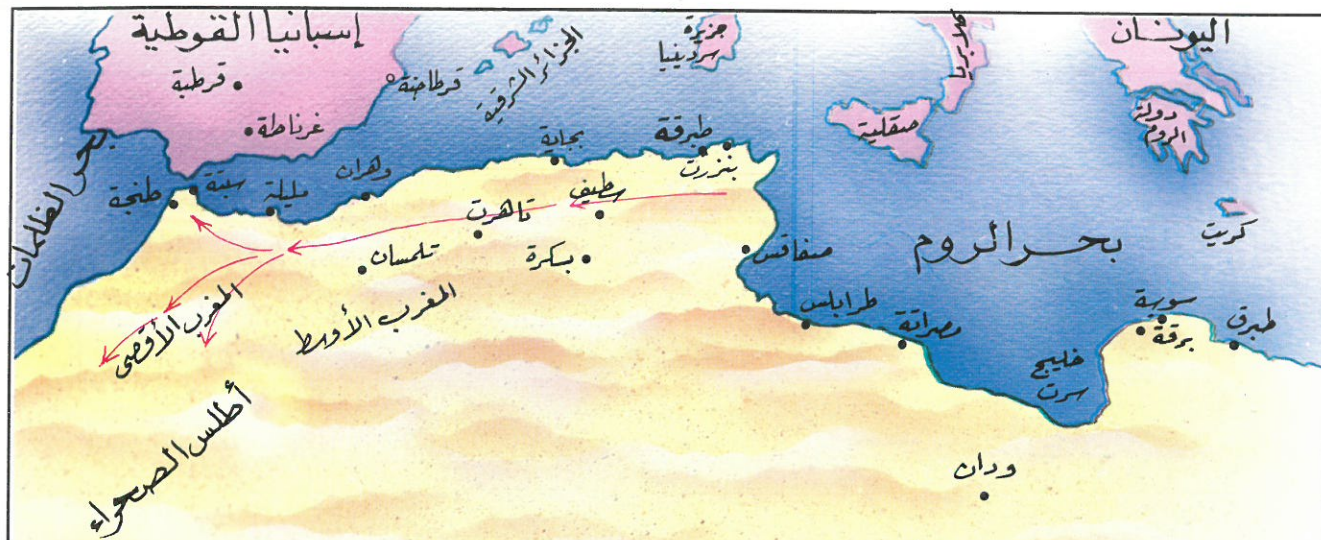 إسبانيا القوطية
قرطبة
غرناطة
قرطاجنة
الجزائر الشرقية
جزيرة
سردينيا
كلابريا
اليونان
دولة
الروم
صقلية
كريت
بحر الروم
بحر الظلمات
طنجة
سبتة
مليلة
وهران
بجاية
طبرقة
بنزرت
سطيف
تاهرت
تلمسان
بسكرة
صفاقس
طرابلس
مصراتة
خليج
سرت
سوسة
برقة
طبرق
المغرب الأوسط
المغرب الأقصى
أطلس الصحراء
ودان